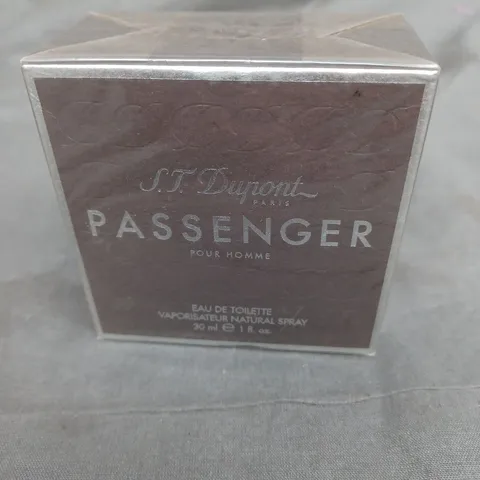 S.T. Dupont
PARIS
PASSENGER
POUR HOMME
EAU DE TOILETTE
VAPORISATEUR NATURAL SPRAY
30 ml ℮ 1 fl. oz.